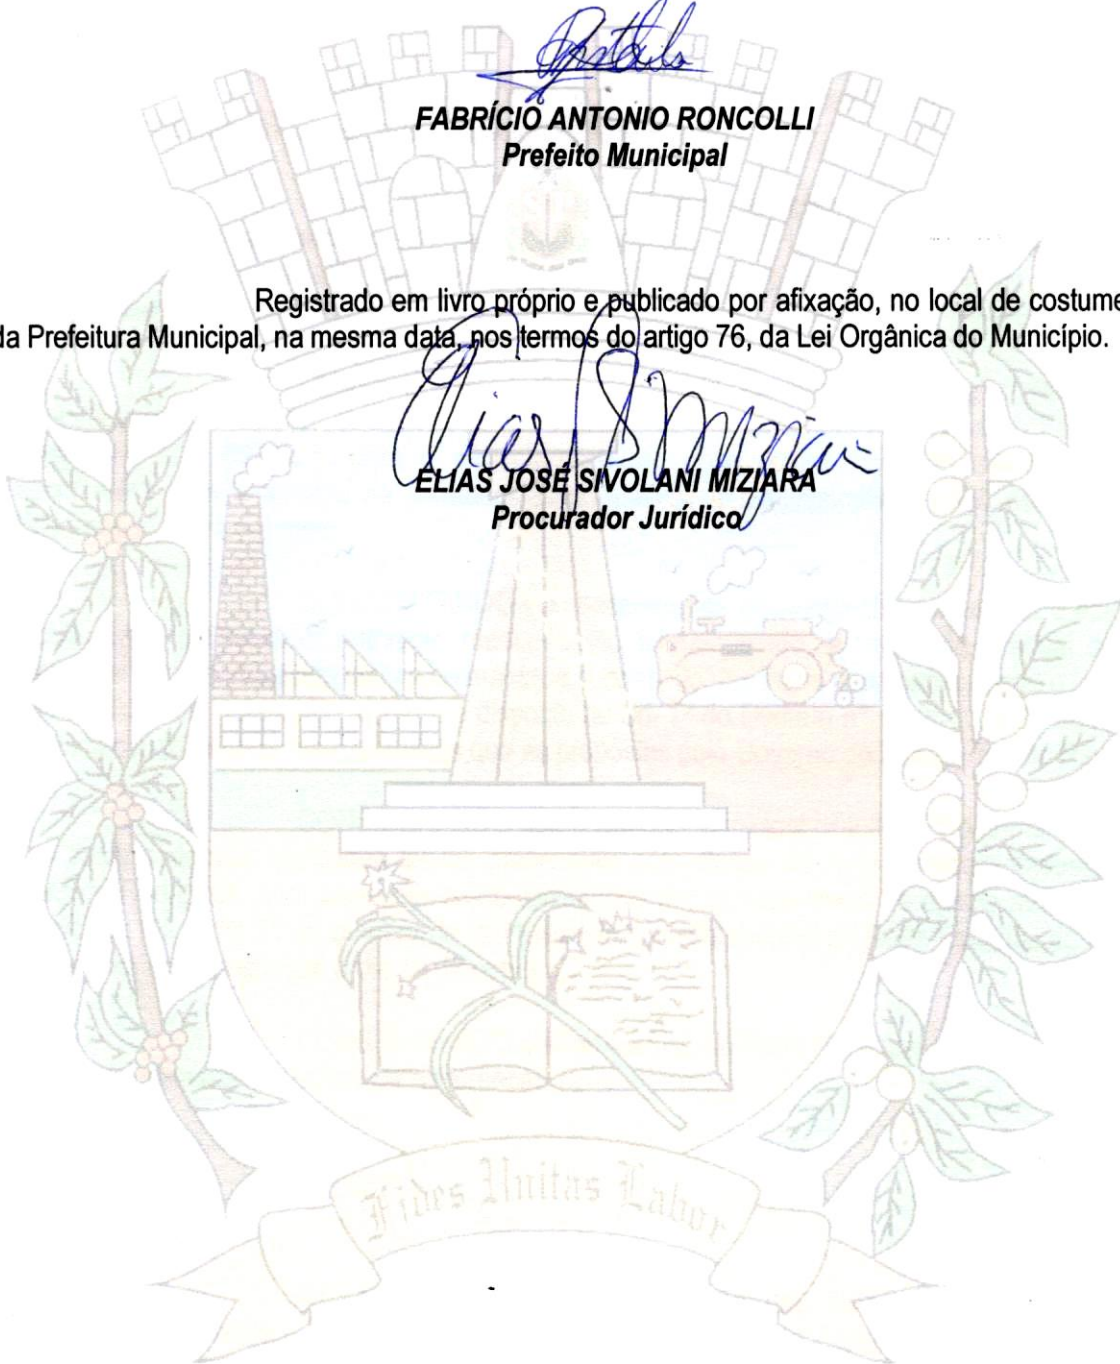 FABRÍCIO ANTONIO RONCOLLI
Prefeito Municipal
Registrado em livro próprio e publicado por afixação, no local de costume
da Prefeitura Municipal, na mesma data, nos termos do artigo 76, da Lei Orgânica do Município.
Elias J S Miziara
ELIAS JOSÉ SIVOLANI MIZIARA
Procurador Jurídico
Fides Unitas Labor